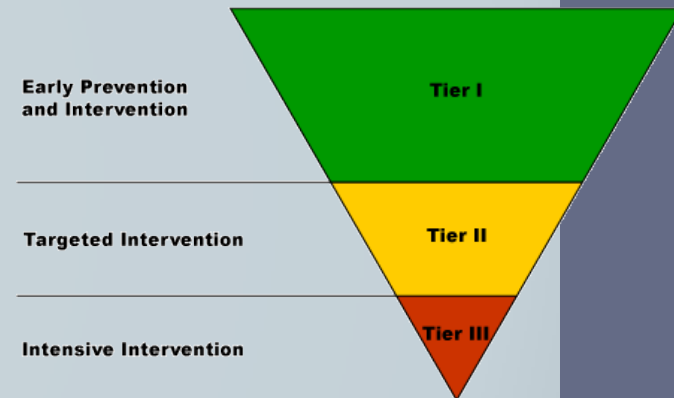 Early Prevention
and Intervention
Tier I
Targeted Intervention
Tier II
Intensive Intervention
Tier III